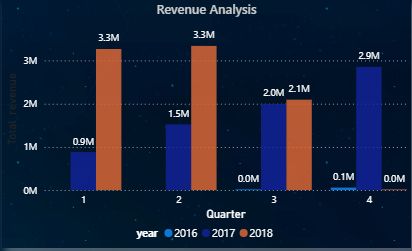 Revenue Analysis
Total_revenue
3M
2M
1M
0M
0.9M
3.3M
1.5M
3.3M
0.0M
2.0M
2.1M
0.1M
2.9M
0.0M
1
2
3
4
Quarter
year 2016 2017 2018